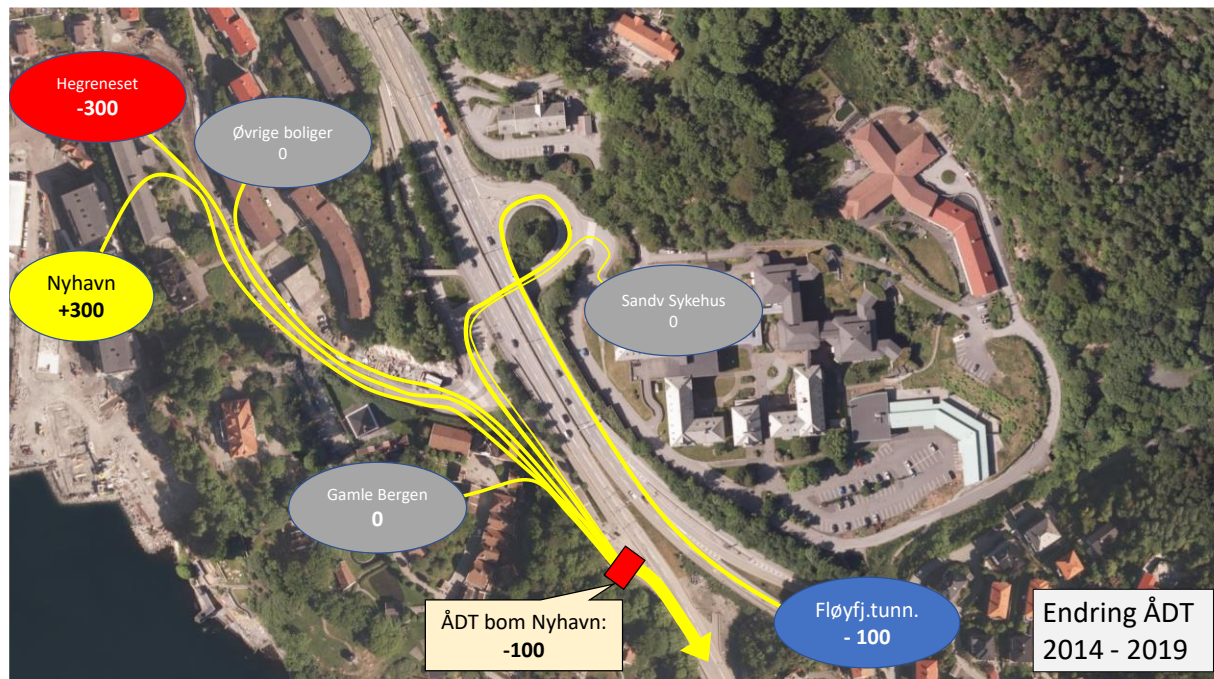 Hegreneset
-300
Øvrige boliger
0
Nyhavn
+300
Sandv Sykehus
0
Gamle Bergen
0
ÅDT bom Nyhavn:
-100
Fløyfj.tunn.
- 100
Endring ÅDT
2014 - 2019